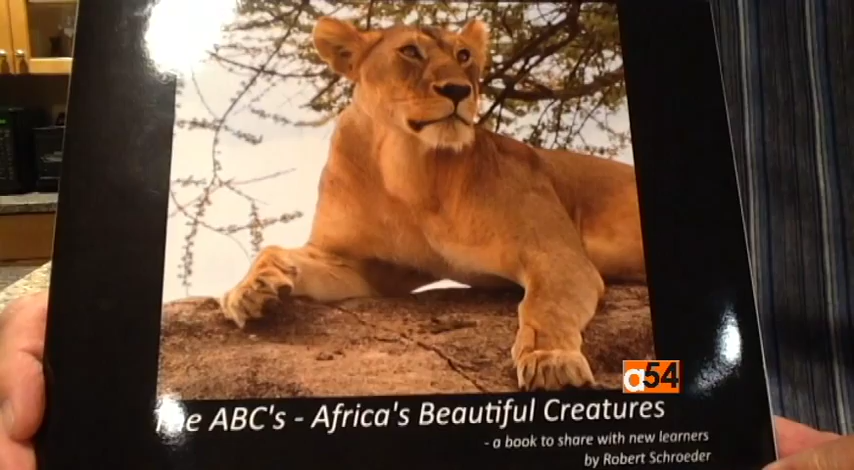 a54
The ABC's - Africa's Beautiful Creatures
- a book to share with new learners
by Robert Schroeder